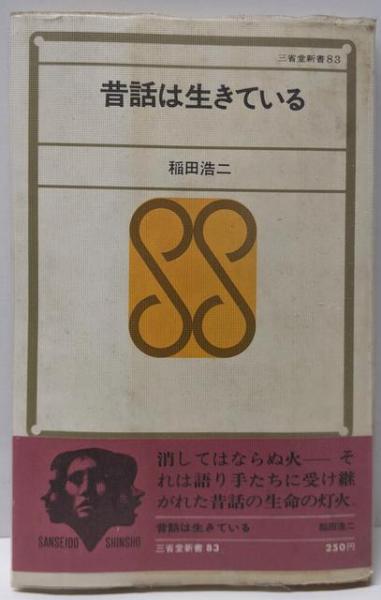 三省堂新書83
昔話は生きている
稲田浩二
SS
消してはならぬ火──そ
れは語り手たちに受け継
がれた昔話の生命の灯火。
昔話は生きている 稲田浩二
三省堂新書 83 250円
SANSEIDO SHINSHO